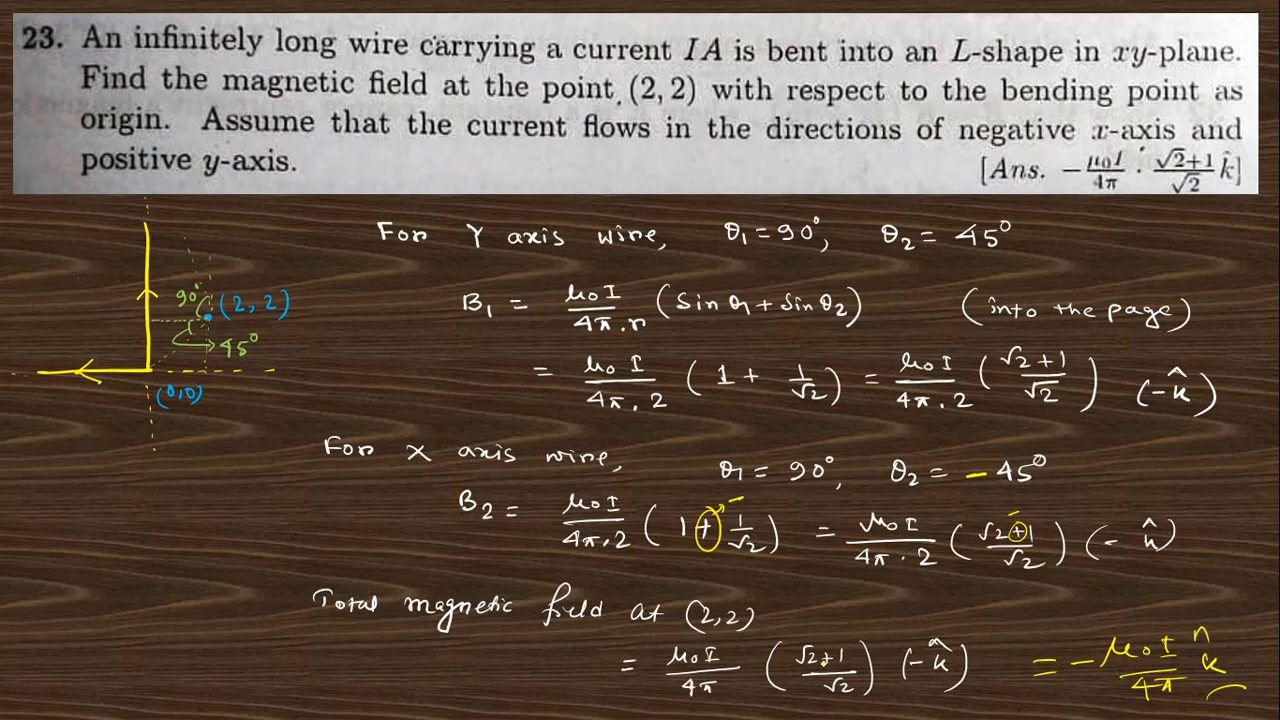 23. An infinitely long wire carrying a current I A is bent into an L-shape in xy-plane.
Find the magnetic field at the point (2, 2) with respect to the bending point as
origin. Assume that the current flows in the directions of negative x-axis and
positive y-axis. [Ans. −μ₀I/4π · √2+1/√2 k̂]
For Y axis wire, θ₁ = 90°, θ₂ = 45°
90° (2, 2)
45°
(0,0)
B₁ = μ₀I/4π.r (Sin θ₁ + Sin θ₂) (into the page)
= μ₀I/4π.2 (1 + 1/√2) = μ₀I/4π.2 (√2+1/√2) (−k̂)
For X axis wire, θ₁ = 90°, θ₂ = − 45°
B₂ = μ₀I/4π.2 (1 + − 1/√2) = μ₀I/4π.2 (√2 + − 1/√2) (− k̂)
Total magnetic field at (2,2)
= μ₀I/4π (√2+1/√2) (−k̂) = − μ₀I/4π k̂